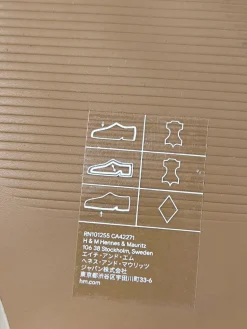 RN101255 CA42271
H & M Hennes & Mauritz
106 38 Stockholm, Sweden
エイチ・アンド・エム
ヘネス・アンド・マウリッツ
ジャパン株式会社
東京都渋谷区宇田川町33-6
hm.com